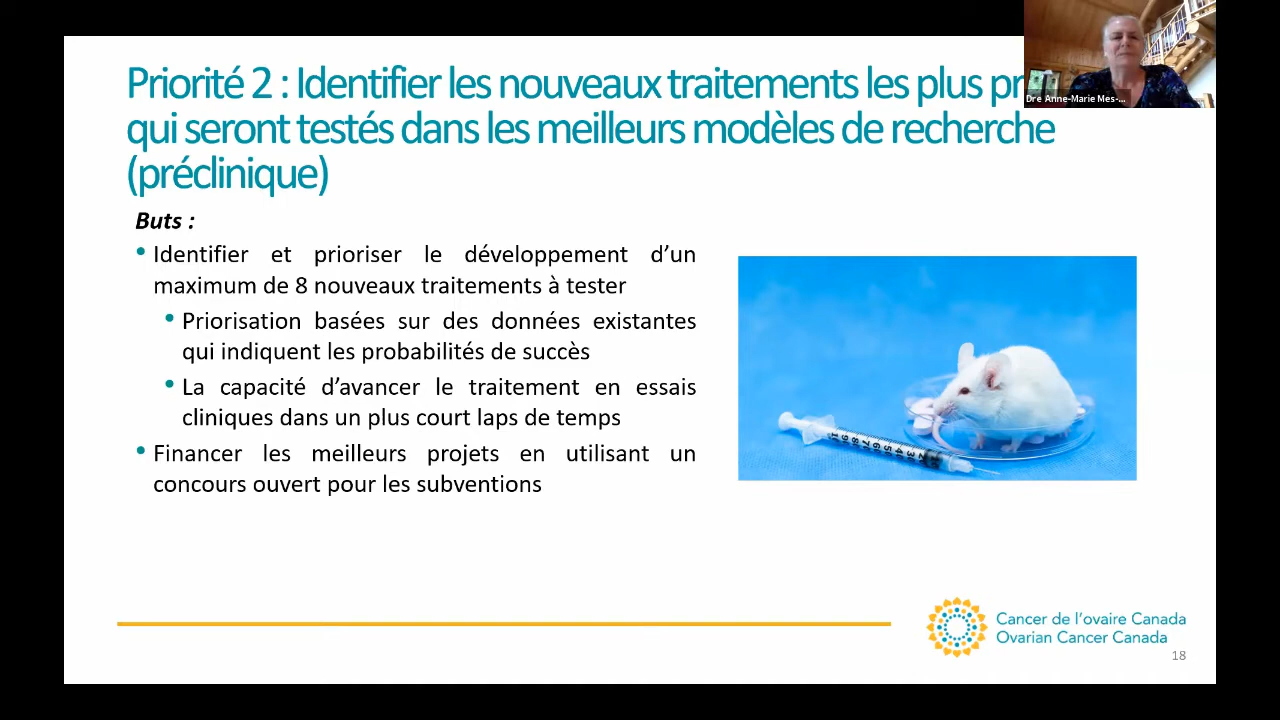 Priorité 2 : Identifier les nouveaux traitements les plus
qui seront testés dans les meilleurs modèles de recherche
(préclinique)
Dre Anne-Marie Mes-...
Buts :
• Identifier et prioriser le développement d’un
maximum de 8 nouveaux traitements à tester
• Priorisation basées sur des données existantes
qui indiquent les probabilités de succès
• La capacité d’avancer le traitement en essais
cliniques dans un plus court laps de temps
• Financer les meilleurs projets en utilisant un
concours ouvert pour les subventions
Cancer de l’ovaire Canada
Ovarian Cancer Canada
18